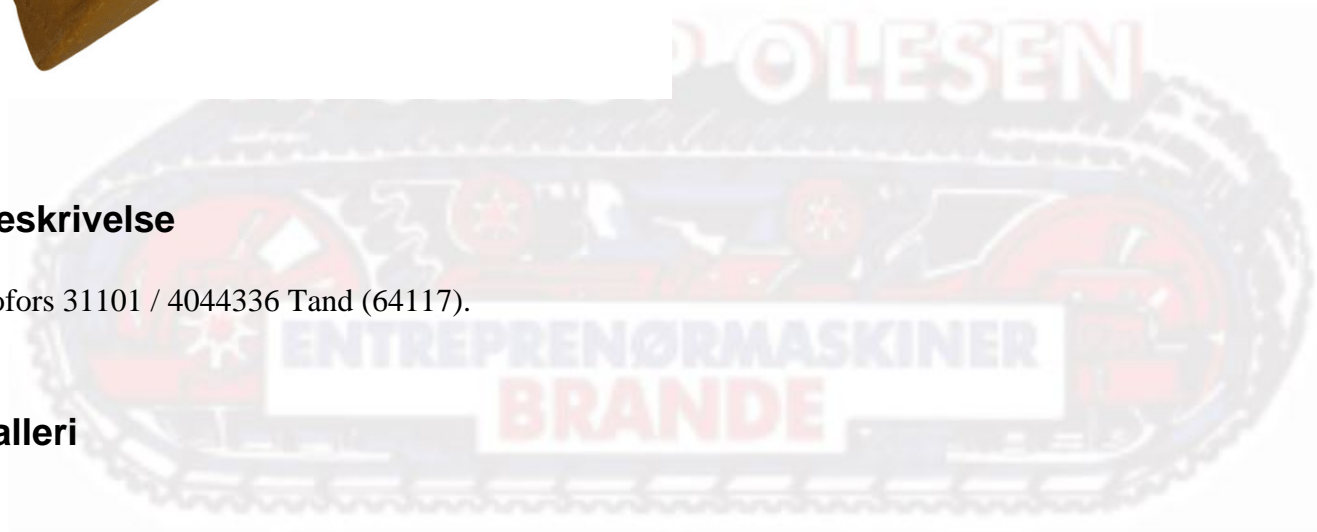 P OLESEN
eskrivelse
ofors 31101 / 4044336 Tand (64117).
ENTREPRENØRMASKINER
BRANDE
alleri